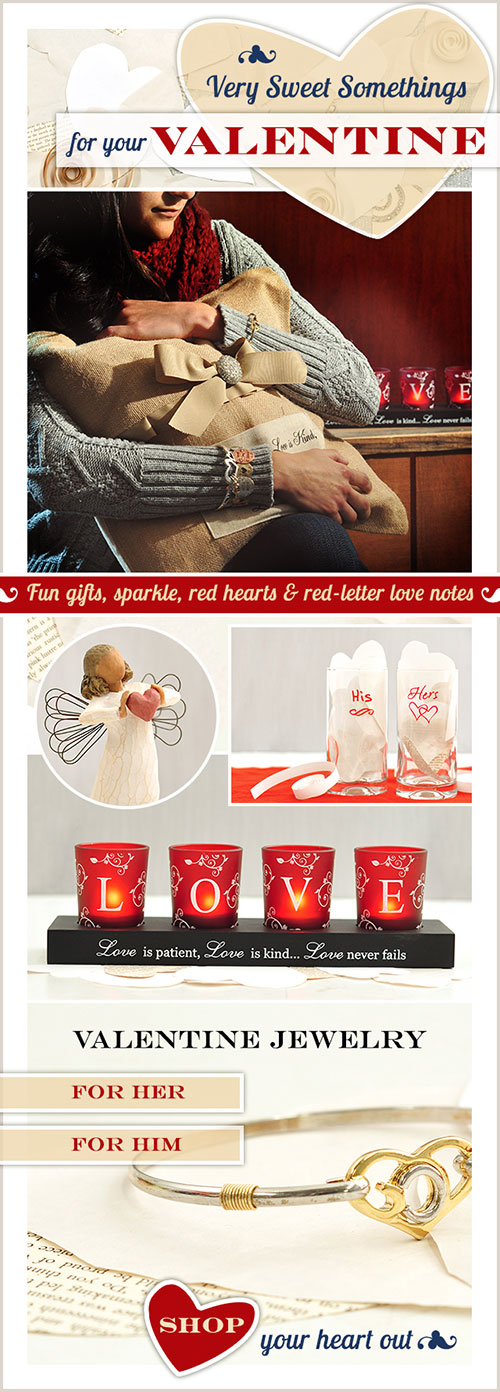 Very Sweet Somethings
for your VALENTINE
V E
Love is kind... Love never fails
Love is Kind,
Fun gifts, sparkle, red hearts & red-letter love notes
His Hers
L O V E
Love is patient, Love is kind... Love never fails
VALENTINE JEWELRY
FOR HER
FOR HIM
SHOP your heart out